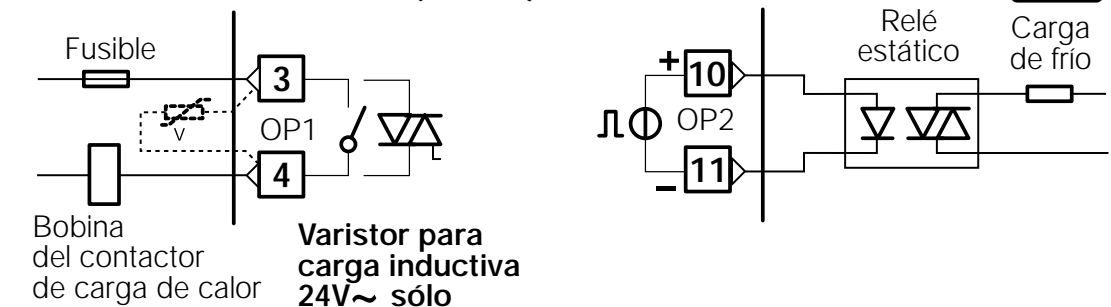 Fusible
3
OP1
V
4
Bobina
del contactor
de carga de calor
Varistor para
carga inductiva
24V~ sólo
+
10
OP2
11
−
Relé
estático
Carga
de frío